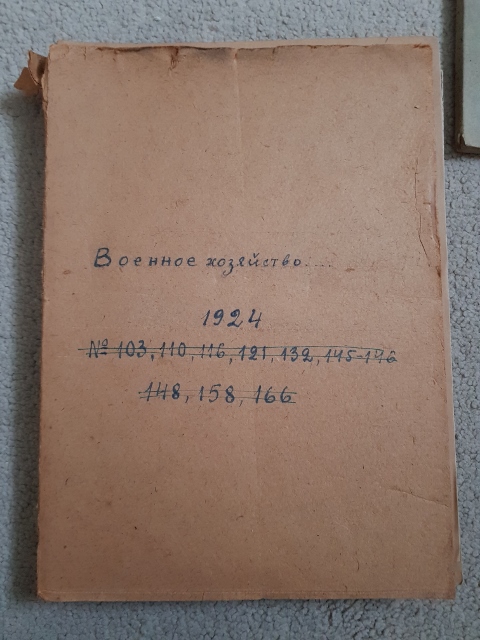 Военное хозяйство....
1924
№ 103, 110, 116, 121, 132, 145-146
148, 158, 166